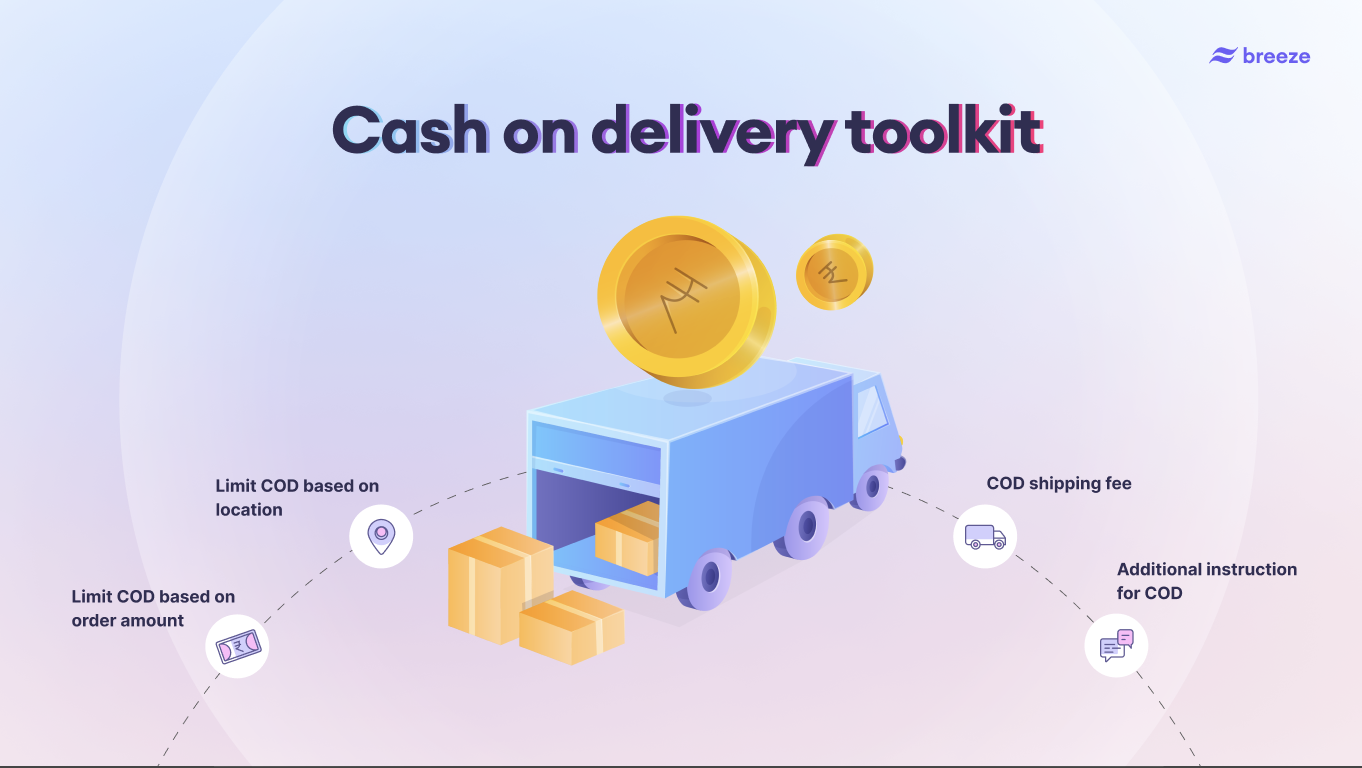 breeze
Cash on delivery toolkit
₹
₹
Limit COD based on
location
COD shipping fee
Limit COD based on
order amount
₹
Additional instruction
for COD